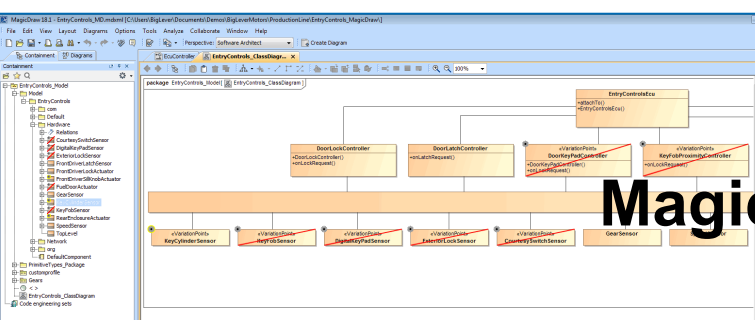 MagicDraw 18.1 - EntryControls_MD.mdxml [C:\Users\BigLever\Documents\Demos\BigLeverMotors\ProductionLine\EntryControls_MagicDraw\]
File Edit View Layout Diagrams Options Tools Analyze Collaborate Window Help
Perspective: Software Architect Create Diagram
Containment Diagrams EcuController EntryControls_ClassDiagr... ×
Containment
100%
EntryControls_Model
Model
EntryControls
com
Default
Hardware
Relations
CourtesySwitchSensor
DigitalKeyPadSensor
ExteriorLockSensor
FrontDriverLatchSensor
FrontDriverLockActuator
FrontDriverSillKnobActuator
FuelDoorActuator
GearSensor
KeyFobSensor
RearEnclosureActuator
SpeedSensor
TopLevel
Network
org
DefaultComponent
PrimitiveTypes_Package
customprofile
Gears
< >
EntryControls_ClassDiagram
Code engineering sets
package EntryControls_Model[ EntryControls_ClassDiagram ]
EntryControlsEcu
+attachTo()
+EntryControlsEcu()
DoorLockController
+DoorLockController()
+onLockRequest()
DoorLatchController
+onLatchRequest()
«VariationPoint»
DoorKeyPadController
+DoorKeyPadController()
+onLockRequest()
«VariationPoint»
KeyFobProximityController
+onLockRequest()
Magic
«VariationPoint»
KeyCylinderSensor
«VariationPoint»
KeyFobSensor
«VariationPoint»
DigitalKeyPadSensor
«VariationPoint»
ExteriorLockSensor
«VariationPoint»
CourtesySwitchSensor
GearSensor